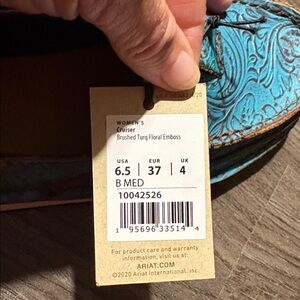 WOMEN'S
Cruiser
Brushed Turq Floral Emboss
USA EUR UK
6.5 37 4
B MED
10042526
1 95696 33514 4
For product care and warranty
information, visit us at:
ARIAT.COM
©2020 Ariat International, Inc.